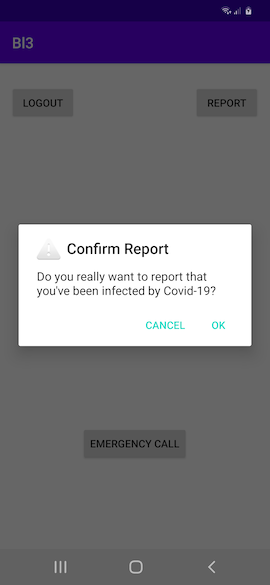 Bl3
LOGOUT
REPORT
Confirm Report
Do you really want to report that
you've been infected by Covid-19?
CANCEL
OK
EMERGENCY CALL